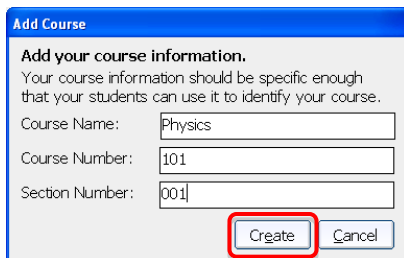 Add Course
Add your course information.
Your course information should be specific enough
that your students can use it to identify your course.
Course Name: Physics
Course Number: 101
Section Number: 001
Create Cancel